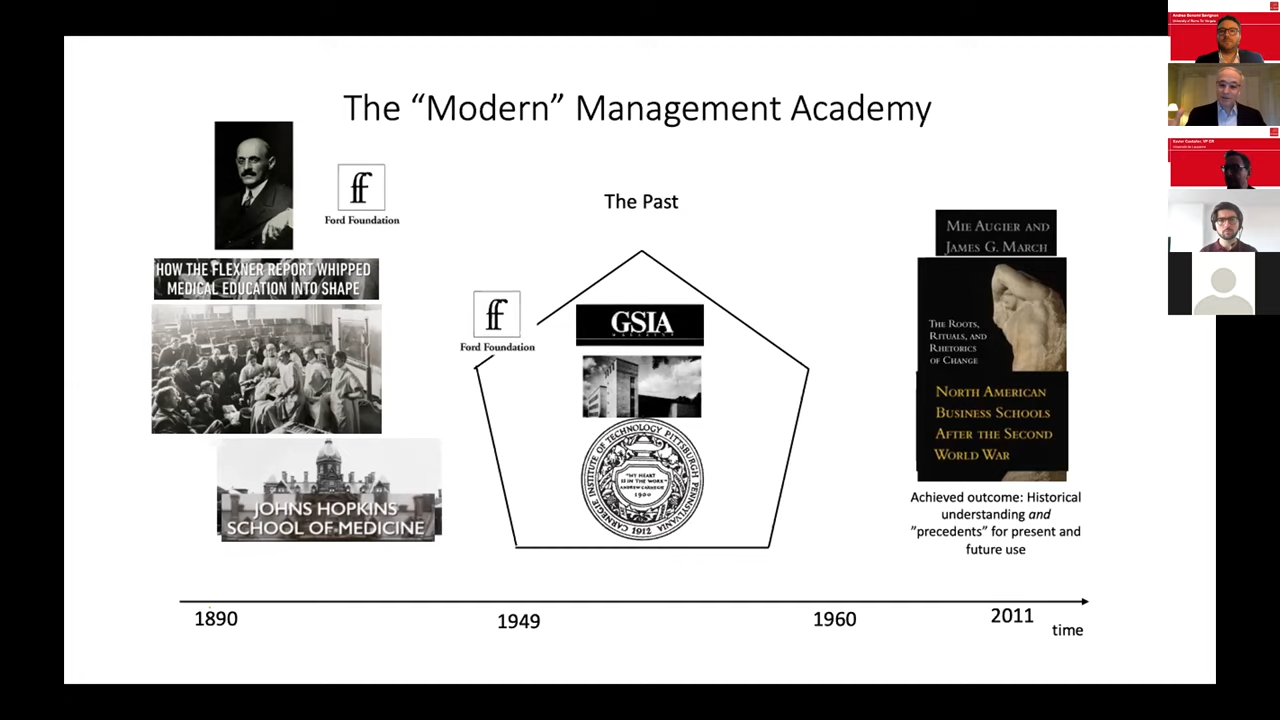 The “Modern” Management Academy
ff
Ford Foundation
HOW THE FLEXNER REPORT WHIPPED
MEDICAL EDUCATION INTO SHAPE
JOHNS HOPKINS
SCHOOL OF MEDICINE
The Past
ff
Ford Foundation
GSIA
MAGAZINE
CARNEGIE INSTITUTE OF TECHNOLOGY PITTSBURGH PENNSYLVANIA
"MY HEART
IS IN THE WORK"
ANDREW CARNEGIE
1900
1912
MIE AUGIER AND
JAMES G. MARCH
THE ROOTS,
RITUALS, AND
RHETORICS
OF CHANGE
NORTH AMERICAN
BUSINESS SCHOOLS
AFTER THE SECOND
WORLD WAR
Achieved outcome: Historical
understanding and
”precedents” for present and
future use
1890
1949
1960
2011
time